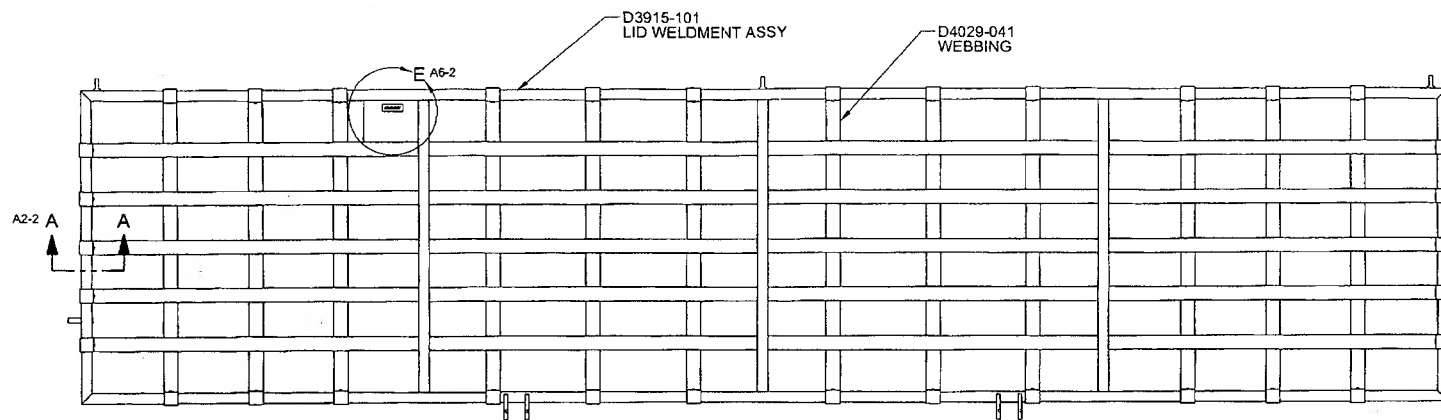 D3915-101
LID WELDMENT ASSY
D4029-041
WEBBING
E A6-2
A2-2 A A